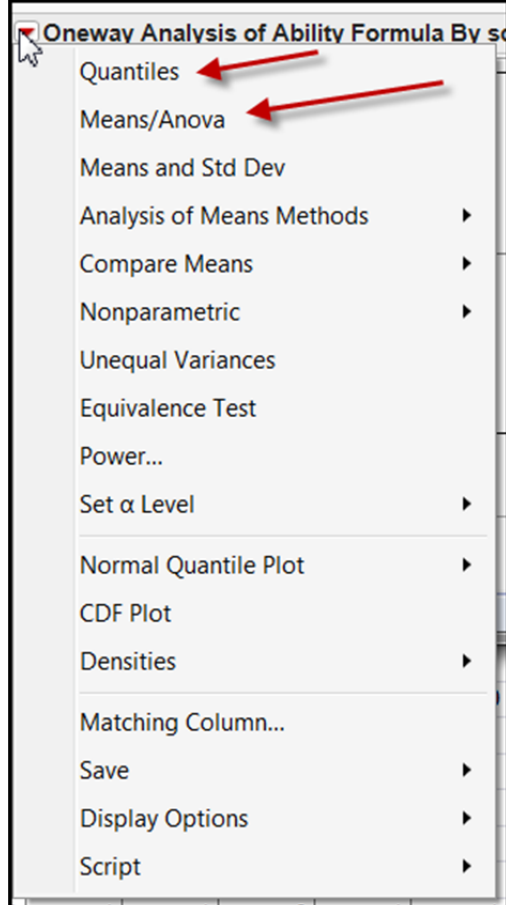 Oneway Analysis of Ability Formula By
Quantiles
Means/Anova
Means and Std Dev
Analysis of Means Methods
Compare Means
Nonparametric
Unequal Variances
Equivalence Test
Power...
Set α Level
Normal Quantile Plot
CDF Plot
Densities
Matching Column...
Save
Display Options
Script